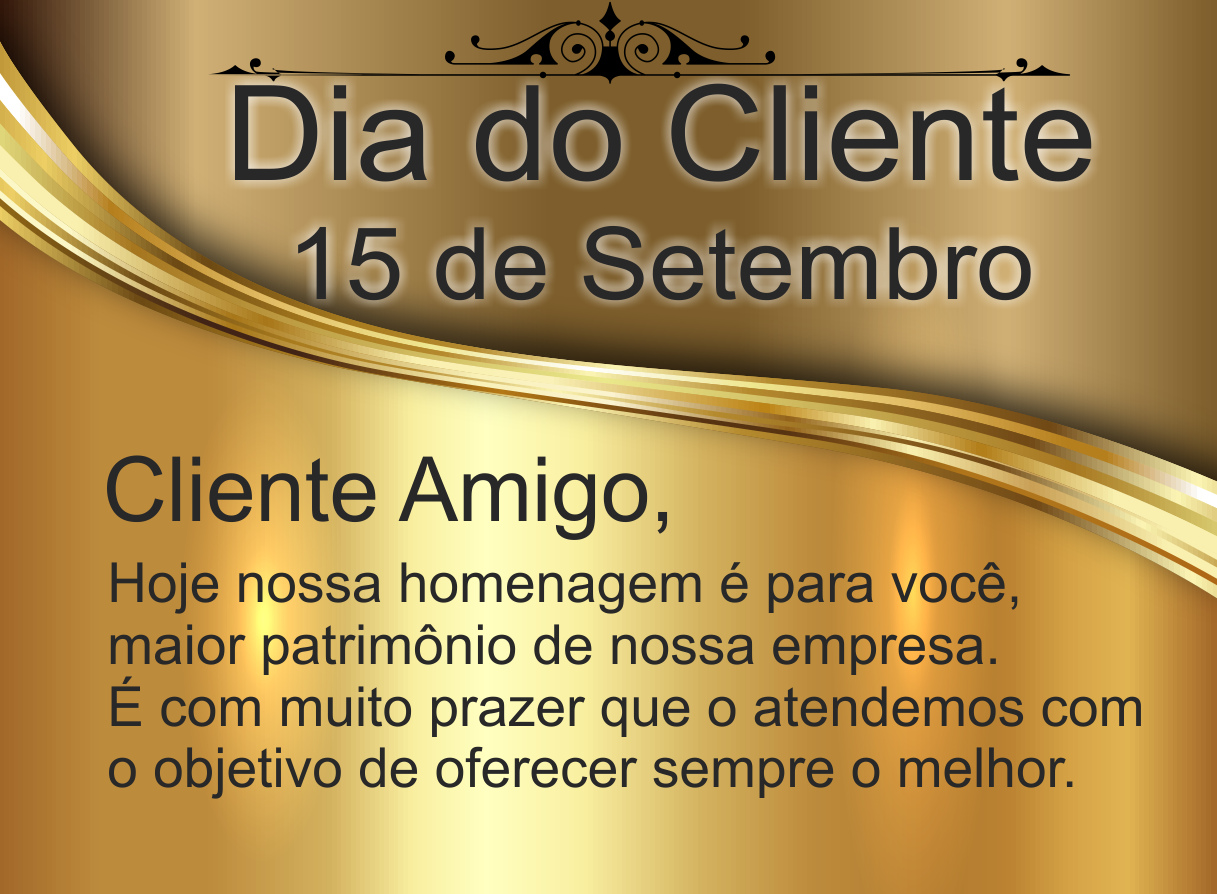 Dia do Cliente
15 de Setembro
Cliente Amigo,
Hoje nossa homenagem é para você,
maior patrimônio de nossa empresa.
É com muito prazer que o atendemos com
o objetivo de oferecer sempre o melhor.